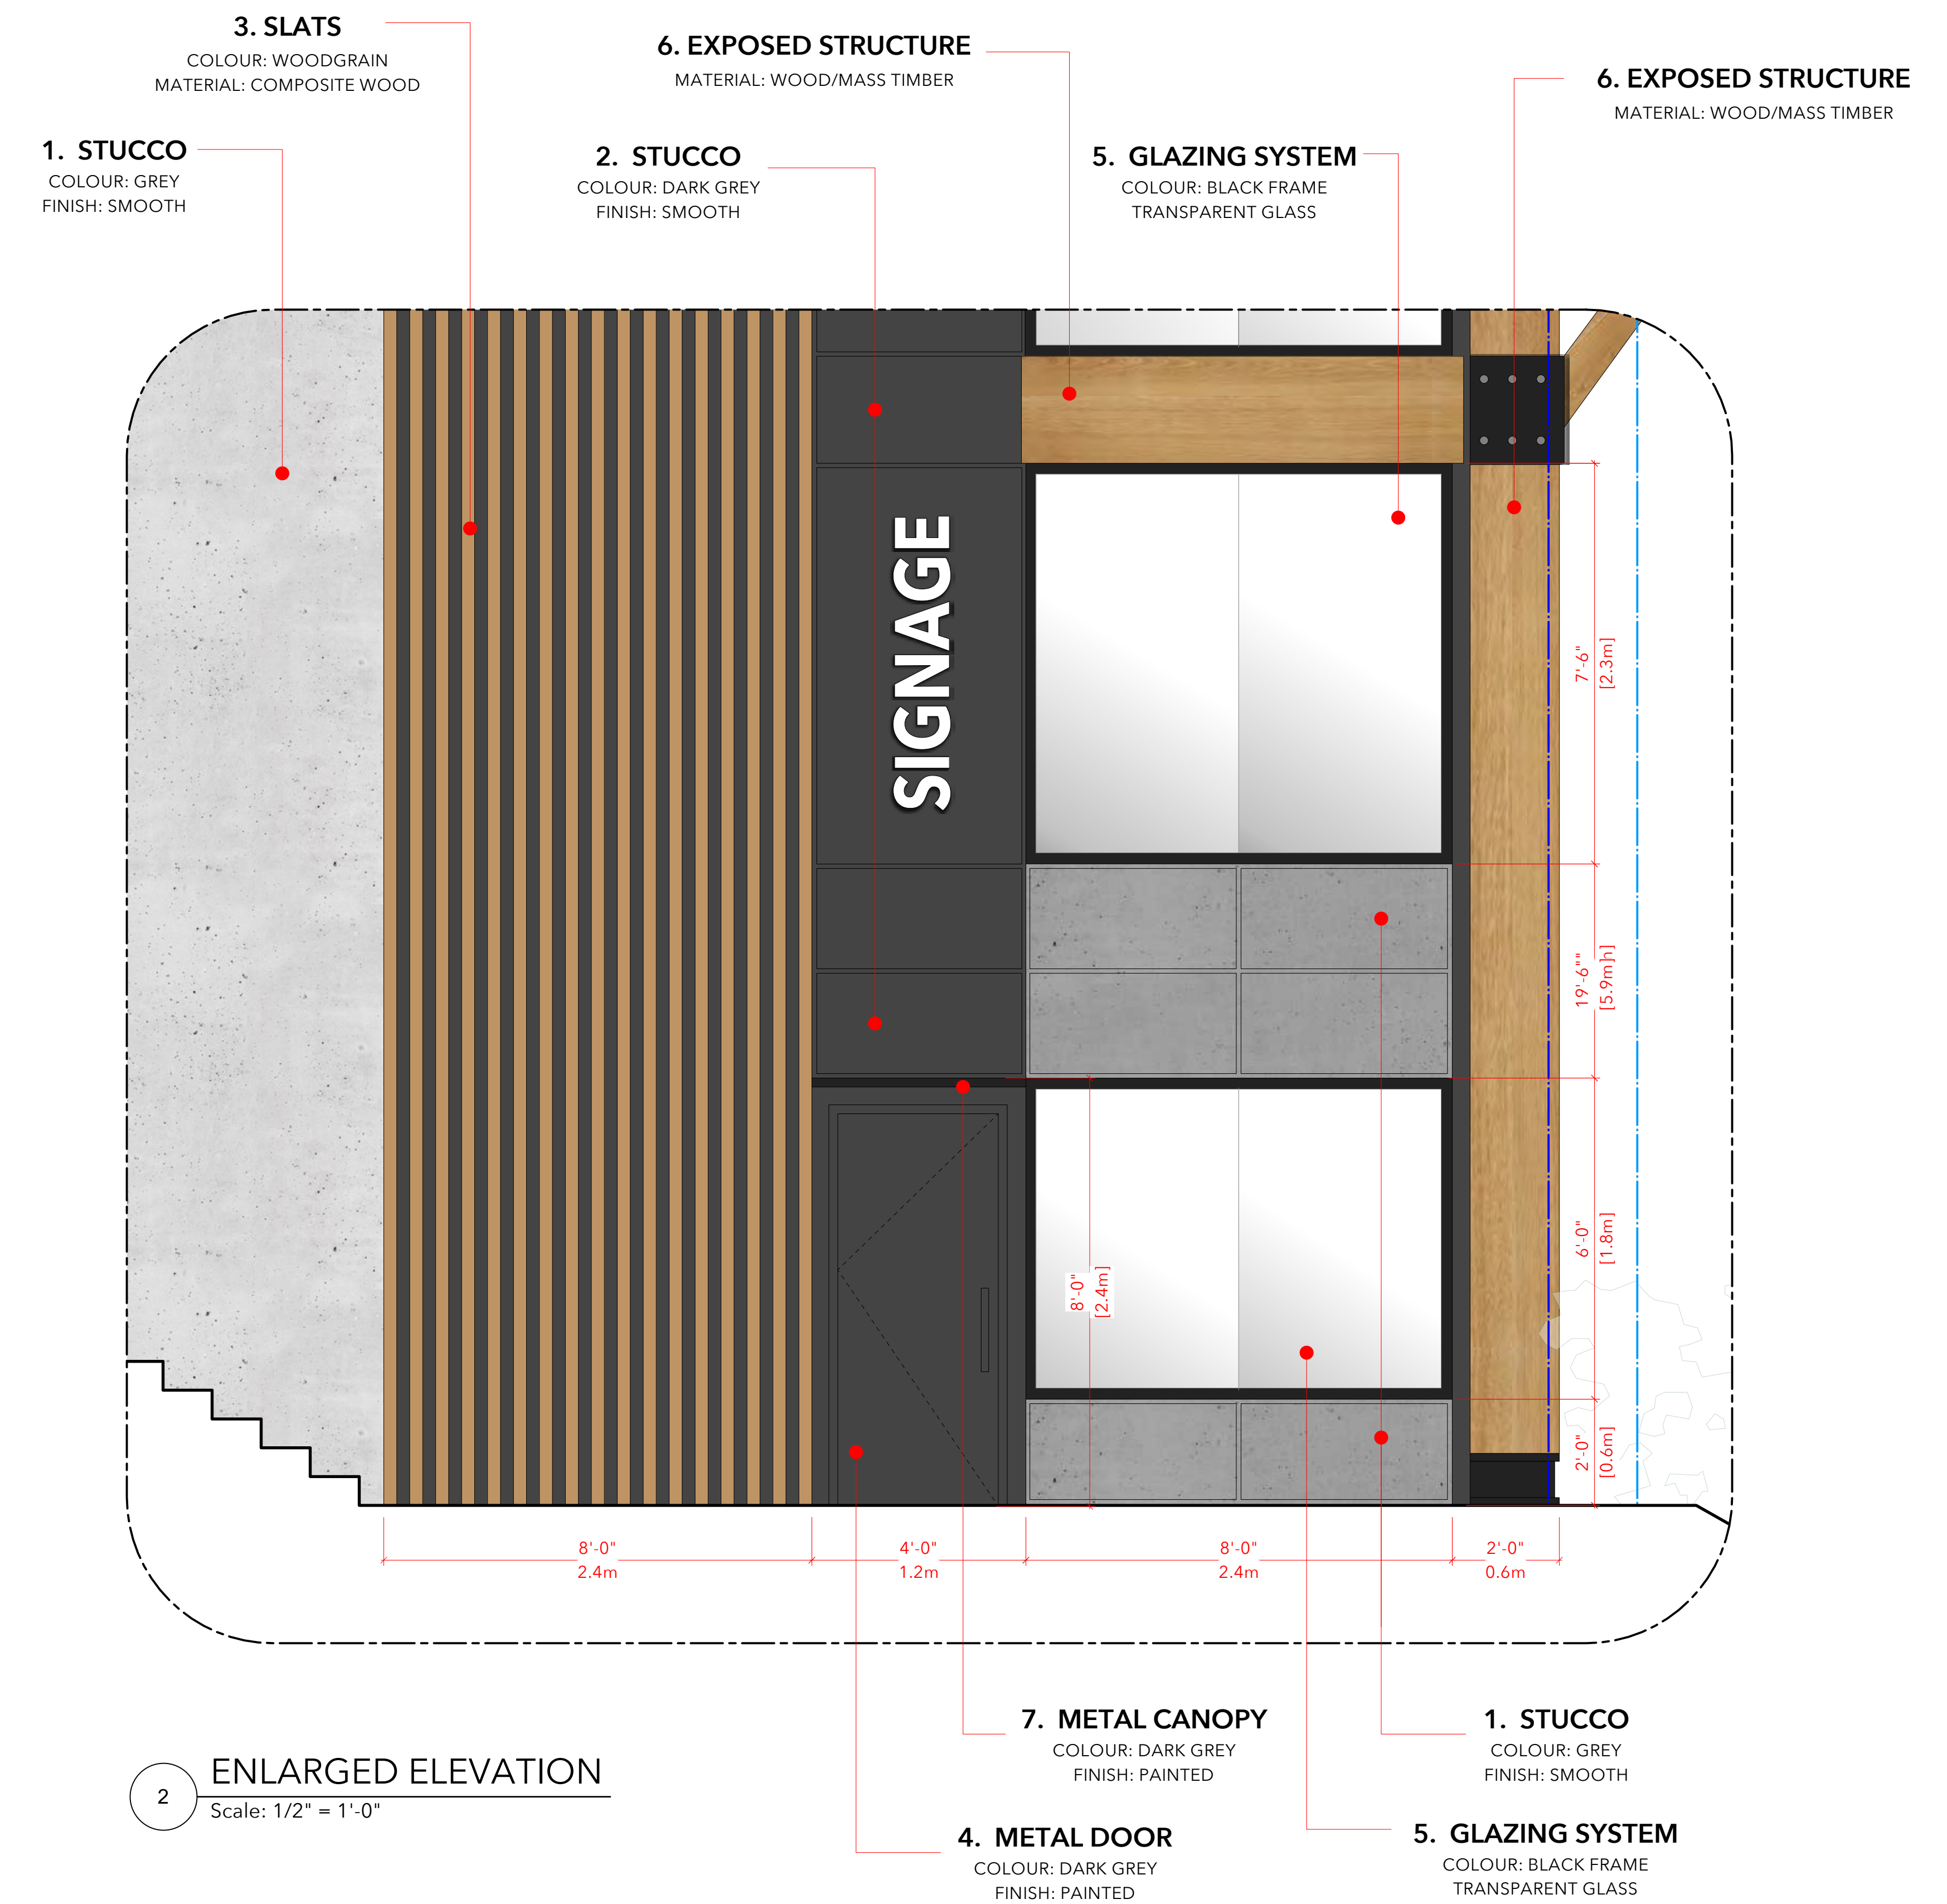 3. SLATS
COLOUR: WOODGRAIN
MATERIAL: COMPOSITE WOOD
6. EXPOSED STRUCTURE
MATERIAL: WOOD/MASS TIMBER
6. EXPOSED STRUCTURE
MATERIAL: WOOD/MASS TIMBER
1. STUCCO
COLOUR: GREY
FINISH: SMOOTH
2. STUCCO
COLOUR: DARK GREY
FINISH: SMOOTH
5. GLAZING SYSTEM
COLOUR: BLACK FRAME
TRANSPARENT GLASS
SIGNAGE
7'-6"
[2.3m]
19'-6""
[5.9m]h]
6'-0"
[1.8m]
8'-0"
[2.4m]
2'-0"
[0.6m]
8'-0"
2.4m
4'-0"
1.2m
8'-0"
2.4m
2'-0"
0.6m
7. METAL CANOPY
COLOUR: DARK GREY
FINISH: PAINTED
1. STUCCO
COLOUR: GREY
FINISH: SMOOTH
2
ENLARGED ELEVATION
Scale: 1/2" = 1'-0"
4. METAL DOOR
COLOUR: DARK GREY
FINISH: PAINTED
5. GLAZING SYSTEM
COLOUR: BLACK FRAME
TRANSPARENT GLASS